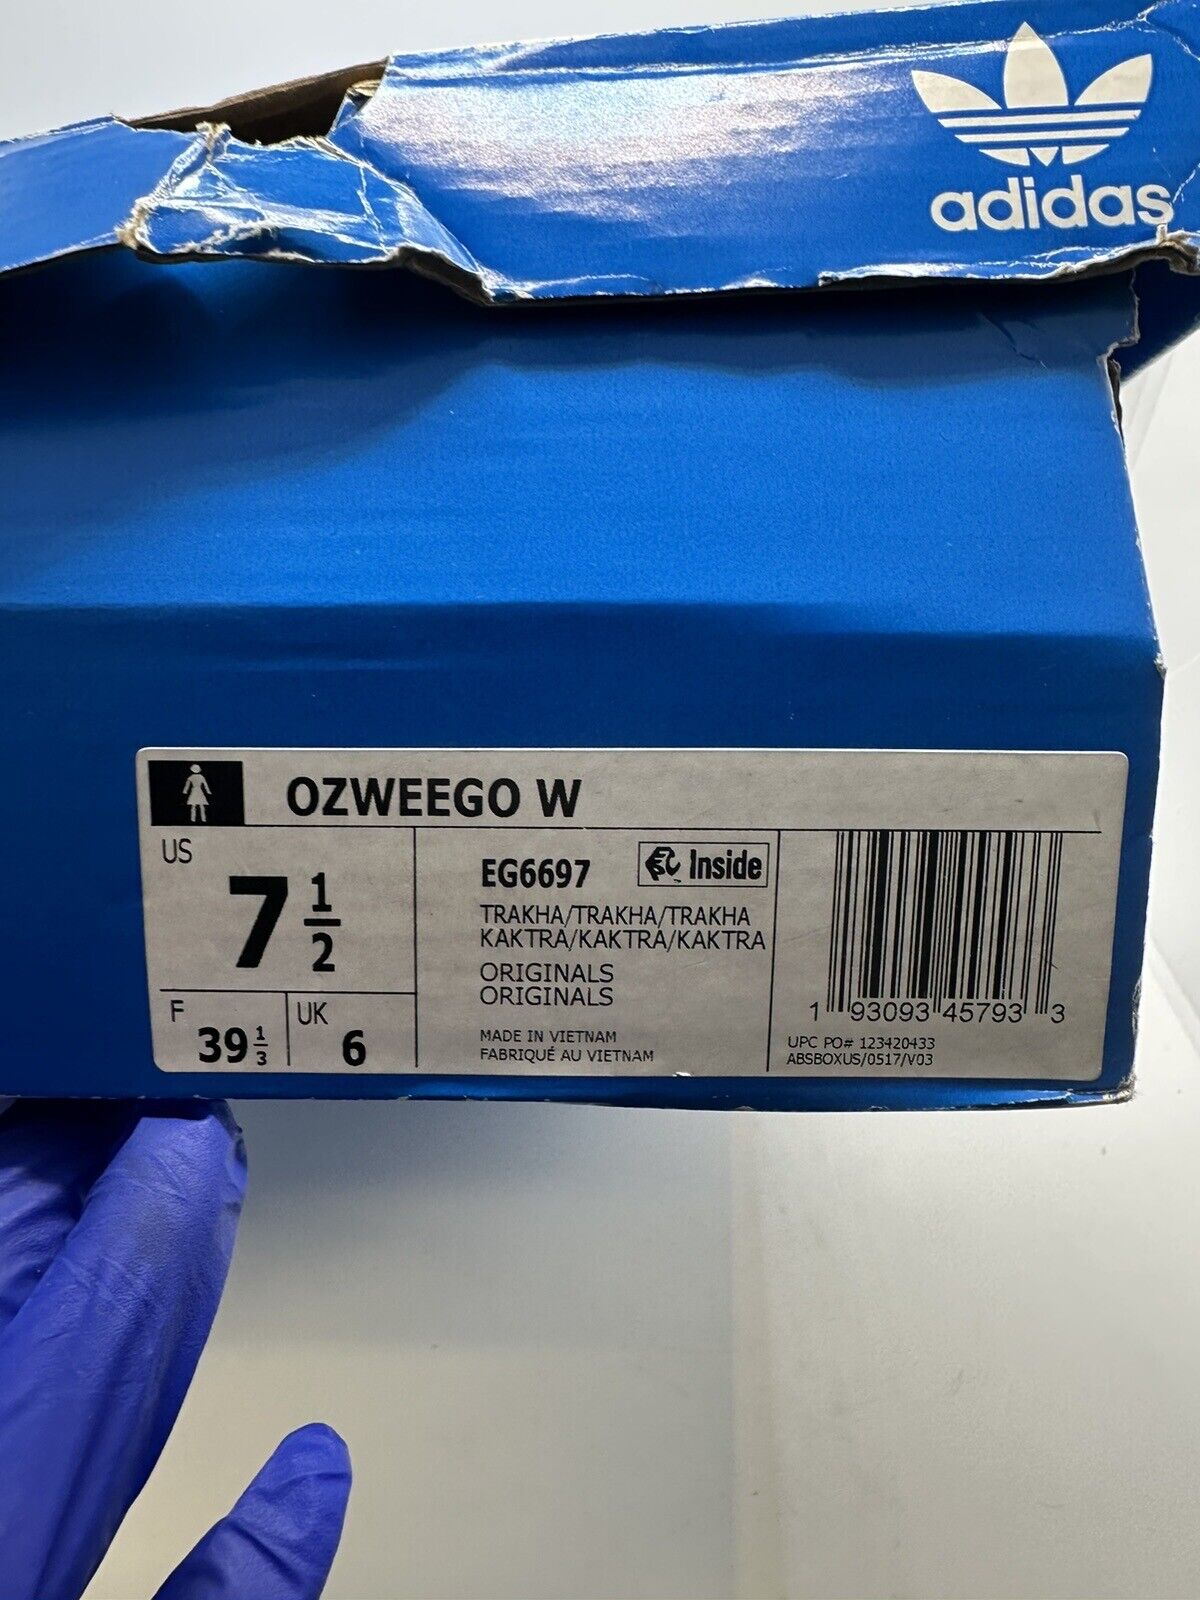 adidas
OZWEEGO W
US
7 1/2
F
39 1/3
UK
6
EG6697
Inside
TRAKHA/TRAKHA/TRAKHA
KAKTRA/KAKTRA/KAKTRA
ORIGINALS
ORIGINALS
MADE IN VIETNAM
FABRIQUÉ AU VIETNAM
1 93093 45793 3
UPC PO# 123420433
ABSBOXUS/0517/V03